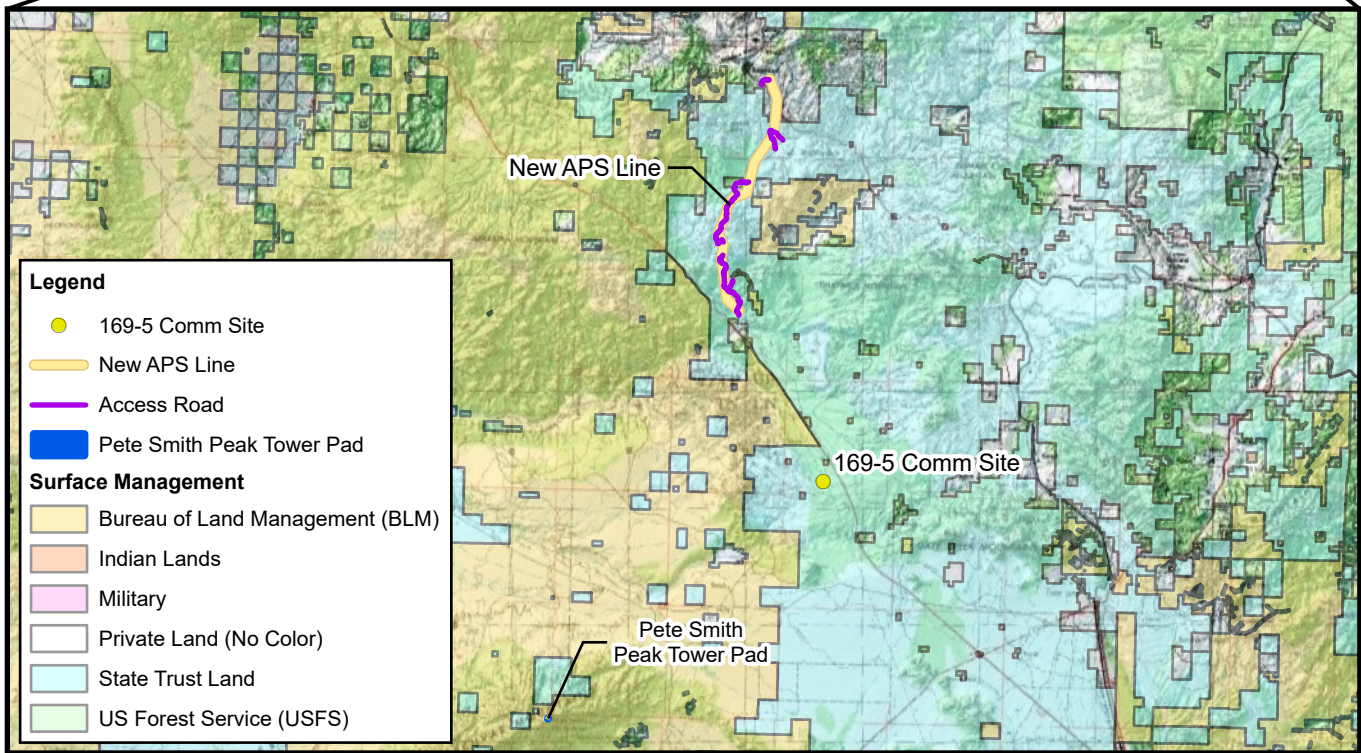 New APS Line
169-5 Comm Site
Pete Smith
Peak Tower Pad
Legend
169-5 Comm Site
New APS Line
Access Road
Pete Smith Peak Tower Pad
Surface Management
Bureau of Land Management (BLM)
Indian Lands
Military
Private Land (No Color)
State Trust Land
US Forest Service (USFS)